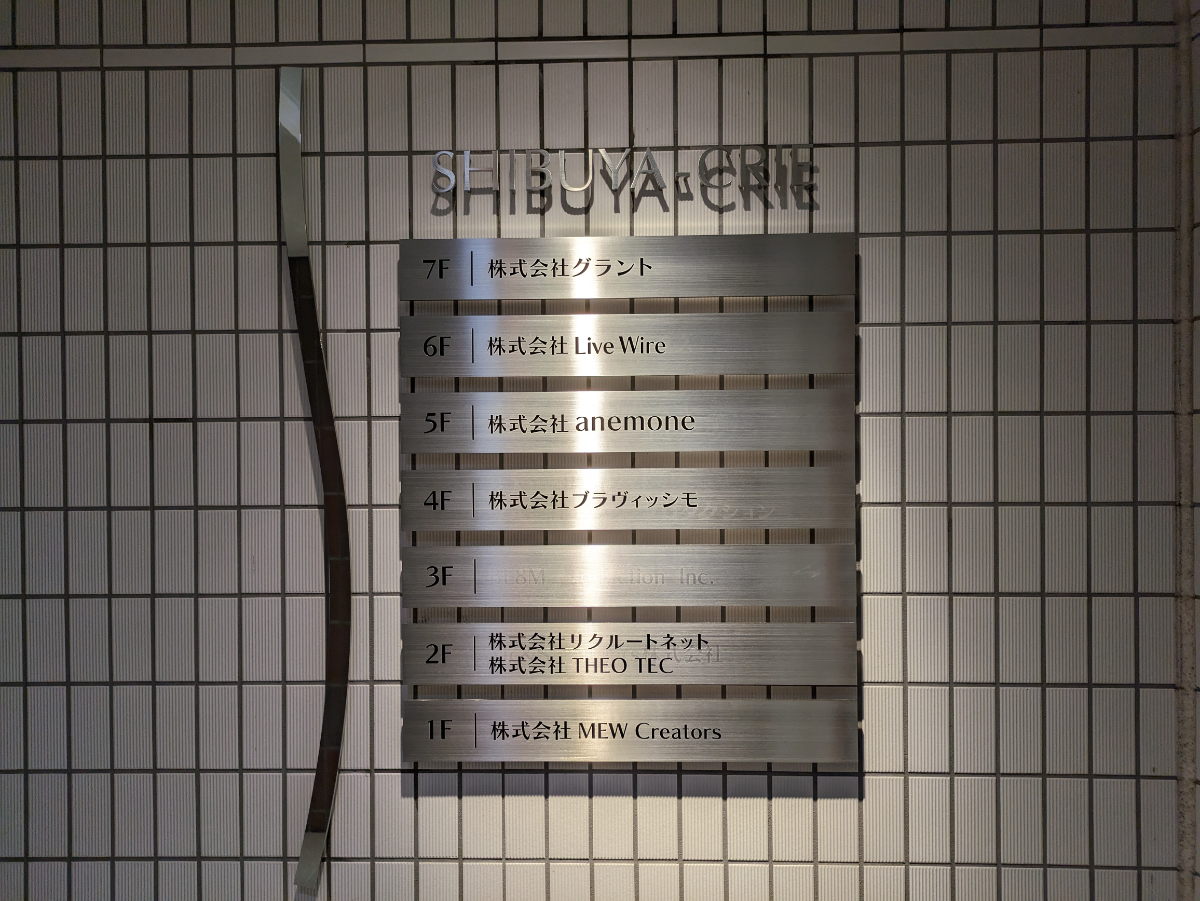 SHIBUYA-CRIE
7F 株式会社グラント
6F 株式会社 Live Wire
5F 株式会社 anemone
4F 株式会社ブラヴィッシモ
3F
2F 株式会社リクルートネット
株式会社 THEO TEC
1F 株式会社 MEW Creators